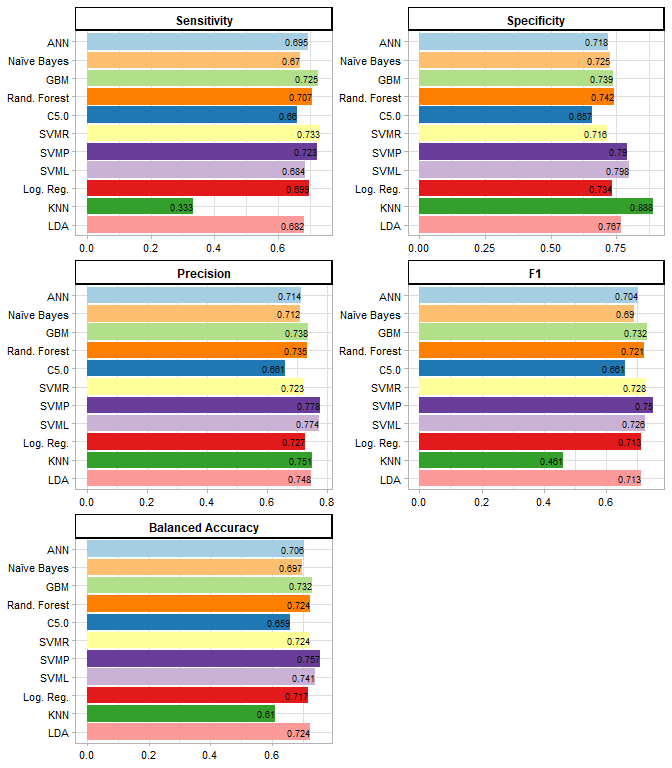 Sensitivity
ANN 0.695
Naïve Bayes 0.67
GBM 0.725
Rand. Forest 0.707
C5.0 0.66
SVMR 0.733
SVMP 0.723
SVML 0.684
Log. Reg. 0.699
KNN 0.333
LDA 0.682
0.0 0.2 0.4 0.6
Specificity
ANN 0.718
Naïve Bayes 0.725
GBM 0.739
Rand. Forest 0.742
C5.0 0.657
SVMR 0.716
SVMP 0.79
SVML 0.798
Log. Reg. 0.734
KNN 0.888
LDA 0.767
0.00 0.25 0.50 0.75
Precision
ANN 0.714
Naïve Bayes 0.712
GBM 0.738
Rand. Forest 0.735
C5.0 0.661
SVMR 0.723
SVMP 0.778
SVML 0.774
Log. Reg. 0.727
KNN 0.751
LDA 0.748
0.0 0.2 0.4 0.6 0.8
F1
ANN 0.704
Naïve Bayes 0.69
GBM 0.732
Rand. Forest 0.721
C5.0 0.661
SVMR 0.728
SVMP 0.75
SVML 0.726
Log. Reg. 0.713
KNN 0.461
LDA 0.713
0.0 0.2 0.4 0.6
Balanced Accuracy
ANN 0.706
Naïve Bayes 0.697
GBM 0.732
Rand. Forest 0.724
C5.0 0.659
SVMR 0.724
SVMP 0.757
SVML 0.741
Log. Reg. 0.717
KNN 0.61
LDA 0.724
0.0 0.2 0.4 0.6